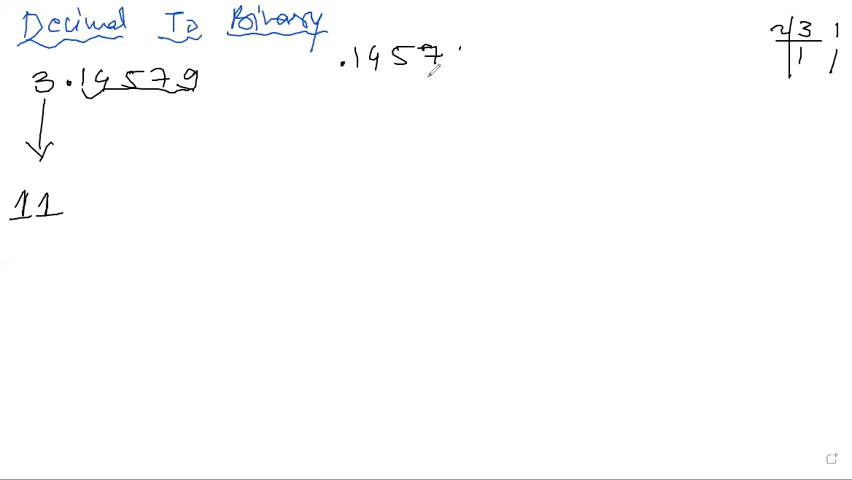 Decimal To Binary
3.14579
.1457
2 3 1
1 1
11